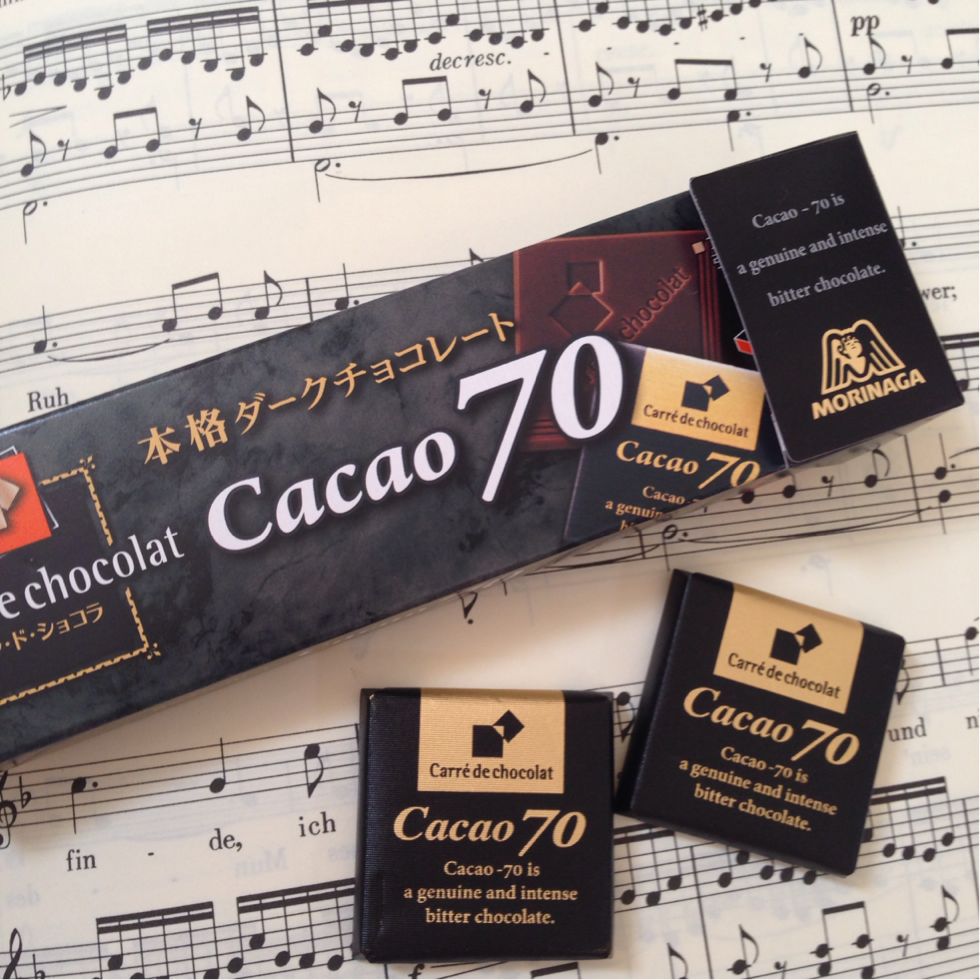 decresc.
pp
Ruh
本格ダークチョコレート
Cacao 70
e chocolat
・ド・ショコラ
chocolat
Carré de chocolat
Cacao 70
Cacao
a genuin
Cacao - 70 is
a genuine and intense
bitter chocolate.
MORINAGA
wer;
Carré de chocolat
Cacao 70
Cacao -70 is
a genuine and intense
bitter chocolate.
und
n
fin - de, ich
Carré de chocolat
Cacao 70
Cacao -70 is
a genuine and intense
bitter chocolate.
f